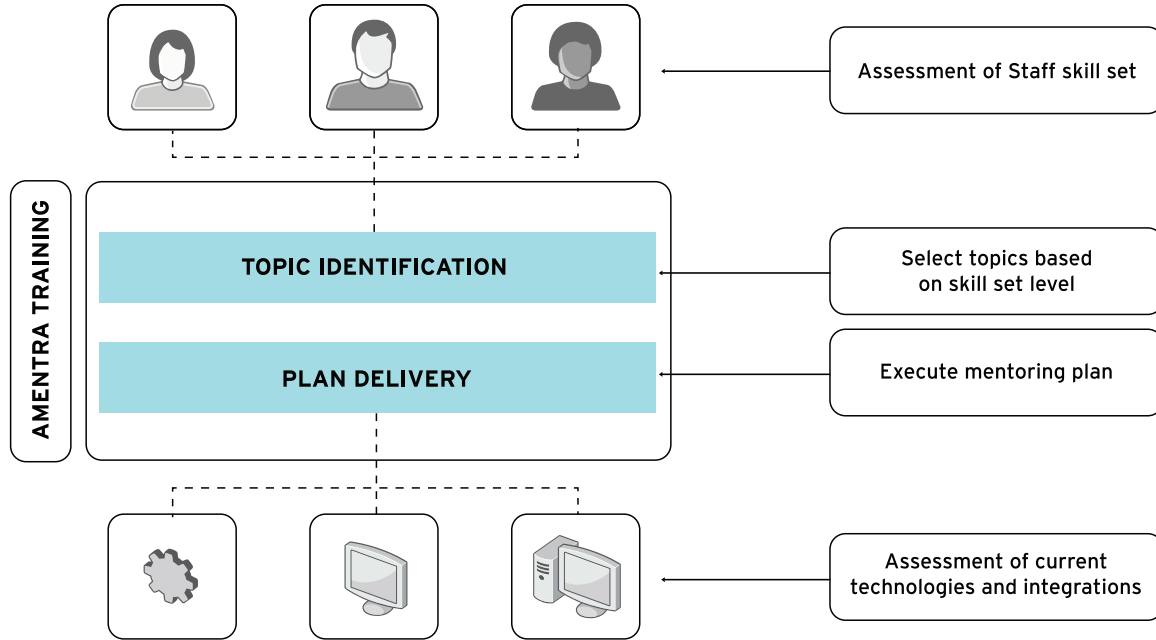 Assessment of Staff skill set
AMENTRA TRAINING
TOPIC IDENTIFICATION
Select topics based
on skill set level
PLAN DELIVERY
Execute mentoring plan
Assessment of current
technologies and integrations